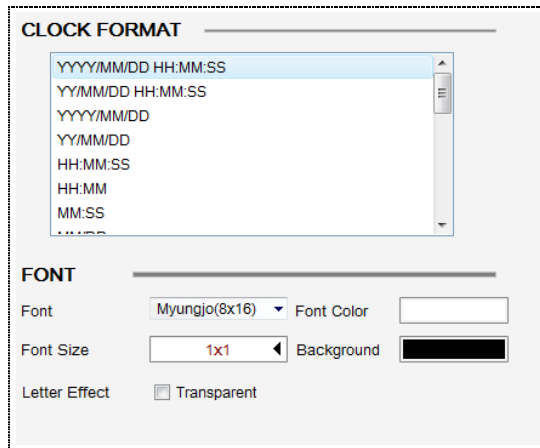 CLOCK FORMAT
YYYY/MM/DD HH:MM:SS
YY/MM/DD HH:MM:SS
YYYY/MM/DD
YY/MM/DD
HH:MM:SS
HH:MM
MM:SS
MM/DD
FONT
Font Myungjo(8x16) Font Color
Font Size 1x1 Background
Letter Effect Transparent